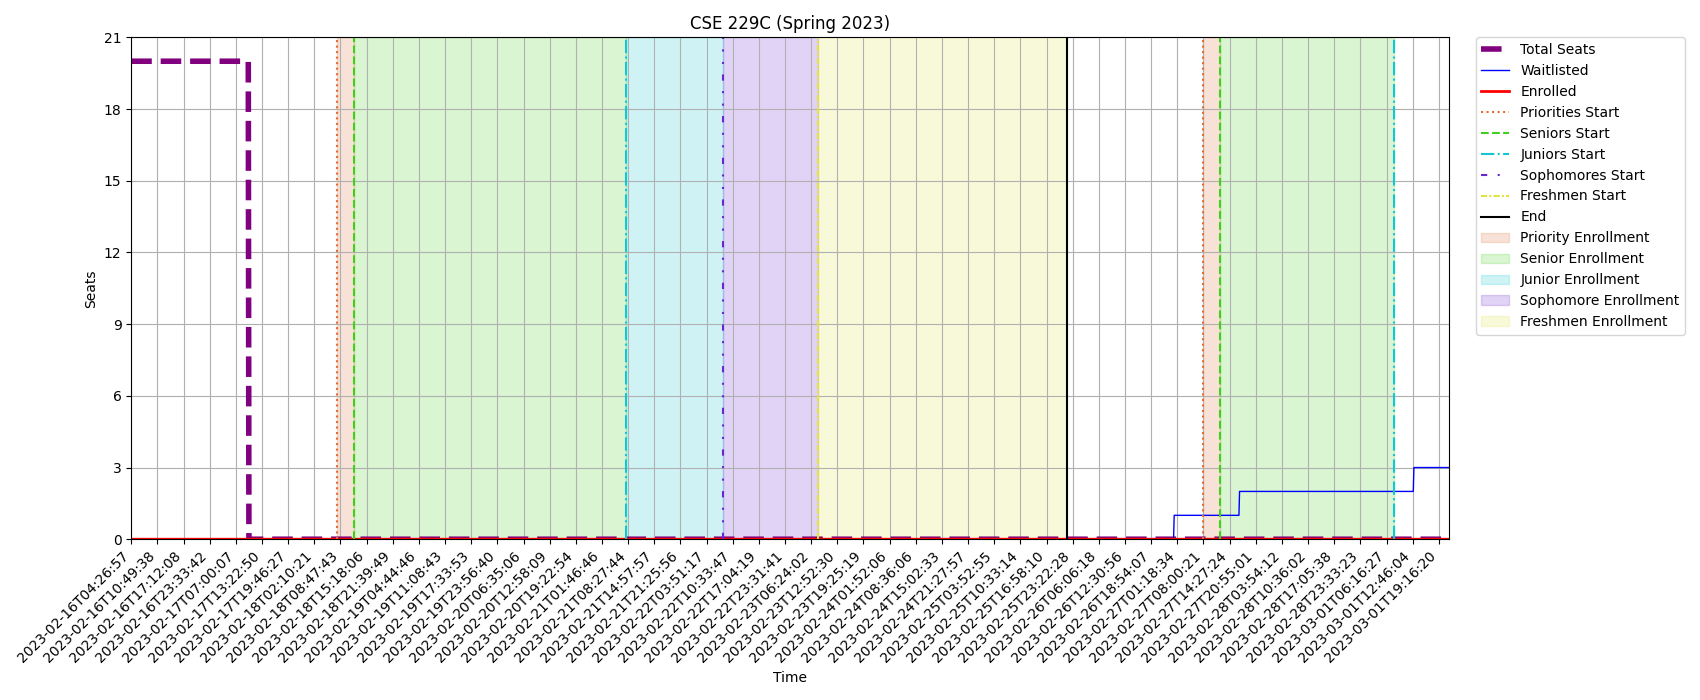 CSE 229C (Spring 2023)
21
18
15
12
9
6
3
0
Seats
2023-02-16T04:26:57
2023-02-16T10:49:38
2023-02-16T17:12:08
2023-02-16T23:33:42
2023-02-17T07:00:07
2023-02-17T13:22:50
2023-02-17T19:46:27
2023-02-18T02:10:21
2023-02-18T08:47:43
2023-02-18T15:18:06
2023-02-18T21:39:49
2023-02-19T04:44:46
2023-02-19T11:08:43
2023-02-19T17:33:53
2023-02-19T23:56:40
2023-02-20T06:35:06
2023-02-20T12:58:09
2023-02-20T19:22:54
2023-02-21T01:46:46
2023-02-21T08:27:44
2023-02-21T14:57:57
2023-02-21T21:25:56
2023-02-22T03:51:17
2023-02-22T10:33:47
2023-02-22T17:04:19
2023-02-22T23:31:41
2023-02-23T06:24:02
2023-02-23T12:52:30
2023-02-23T19:25:19
2023-02-24T01:52:06
2023-02-24T08:36:06
2023-02-24T15:02:33
2023-02-24T21:27:57
2023-02-25T03:52:55
2023-02-25T10:33:14
2023-02-25T16:58:10
2023-02-25T23:22:28
2023-02-26T06:06:18
2023-02-26T12:30:56
2023-02-26T18:54:07
2023-02-27T01:18:34
2023-02-27T08:00:21
2023-02-27T14:27:24
2023-02-27T20:55:01
2023-02-28T03:54:12
2023-02-28T10:36:02
2023-02-28T17:05:38
2023-02-28T23:33:23
2023-03-01T06:16:27
2023-03-01T12:46:04
2023-03-01T19:16:20
Time
Total Seats
Waitlisted
Enrolled
Priorities Start
Seniors Start
Juniors Start
Sophomores Start
Freshmen Start
End
Priority Enrollment
Senior Enrollment
Junior Enrollment
Sophomore Enrollment
Freshmen Enrollment